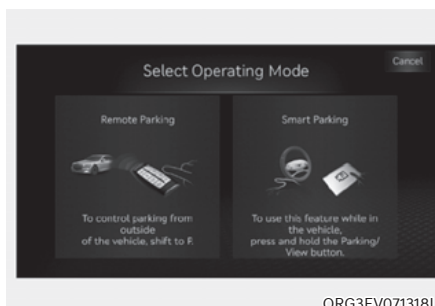 Select Operating Mode
Cancel
Remote Parking
Smart Parking
To control parking from
outside
of the vehicle, shift to P.
To use this feature while in
the vehicle,
press and hold the Parking/
View button.
ORG3EV071318L